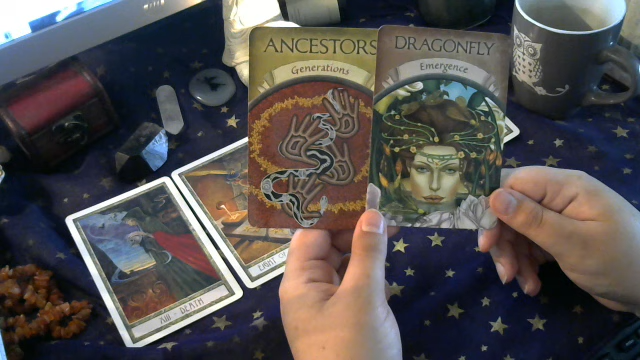 ANCESTORS
Generations
DRAGONFLY
Emergence
XIII - DEATH